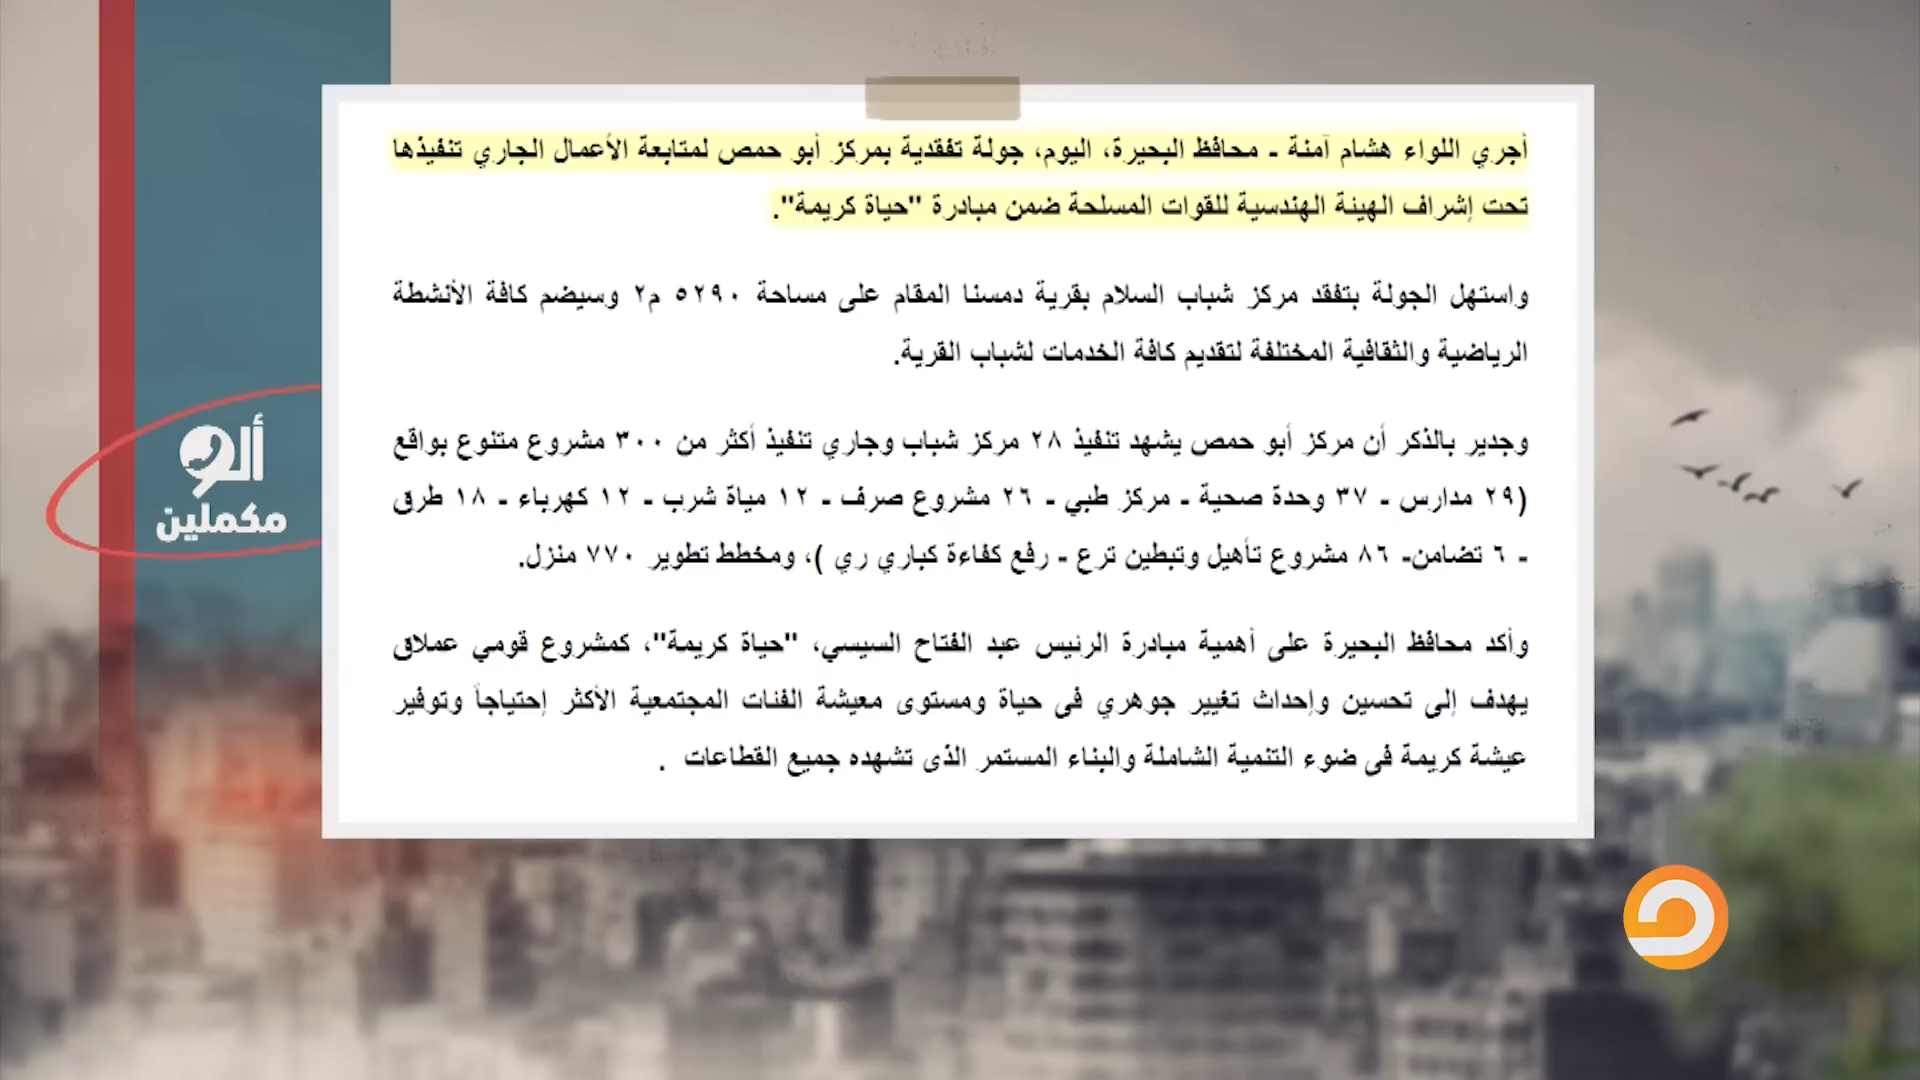 أجري اللواء هشام آمنة - محافظ البحيرة، اليوم، جولة تفقدية بمركز أبو حمص لمتابعة الأعمال الجاري تنفيذها
تحت إشراف الهيئة الهندسية للقوات المسلحة ضمن مبادرة "حياة كريمة".
واستهل الجولة بتفقد مركز شباب السلام بقرية دمسنا المقام على مساحة ٥٢٩٠ م٢ وسيضم كافة الأنشطة
الرياضية والثقافية المختلفة لتقديم كافة الخدمات لشباب القرية.
وجدير بالذكر أن مركز أبو حمص يشهد تنفيذ ٢٨ مركز شباب وجاري تنفيذ أكثر من ٣٠٠ مشروع متنوع بواقع
(٢٩ مدارس - ٣٧ وحدة صحية - مركز طبي - ٢٦ مشروع صرف - ١٢ مياة شرب - ١٢ كهرباء - ١٨ طرق
- ٦ تضامن- ٨٦ مشروع تأهيل وتبطين ترع - رفع كفاءة كباري ري )، ومخطط تطوير ٧٧٠ منزل.
وأكد محافظ البحيرة على أهمية مبادرة الرئيس عبد الفتاح السيسي، "حياة كريمة"، كمشروع قومي عملاق
يهدف إلى تحسين وإحداث تغيير جوهري فى حياة ومستوى معيشة الفئات المجتمعية الأكثر إحتياجاً وتوفير
عيشة كريمة فى ضوء التنمية الشاملة والبناء المستمر الذى تشهده جميع القطاعات .
ألو
مكملين